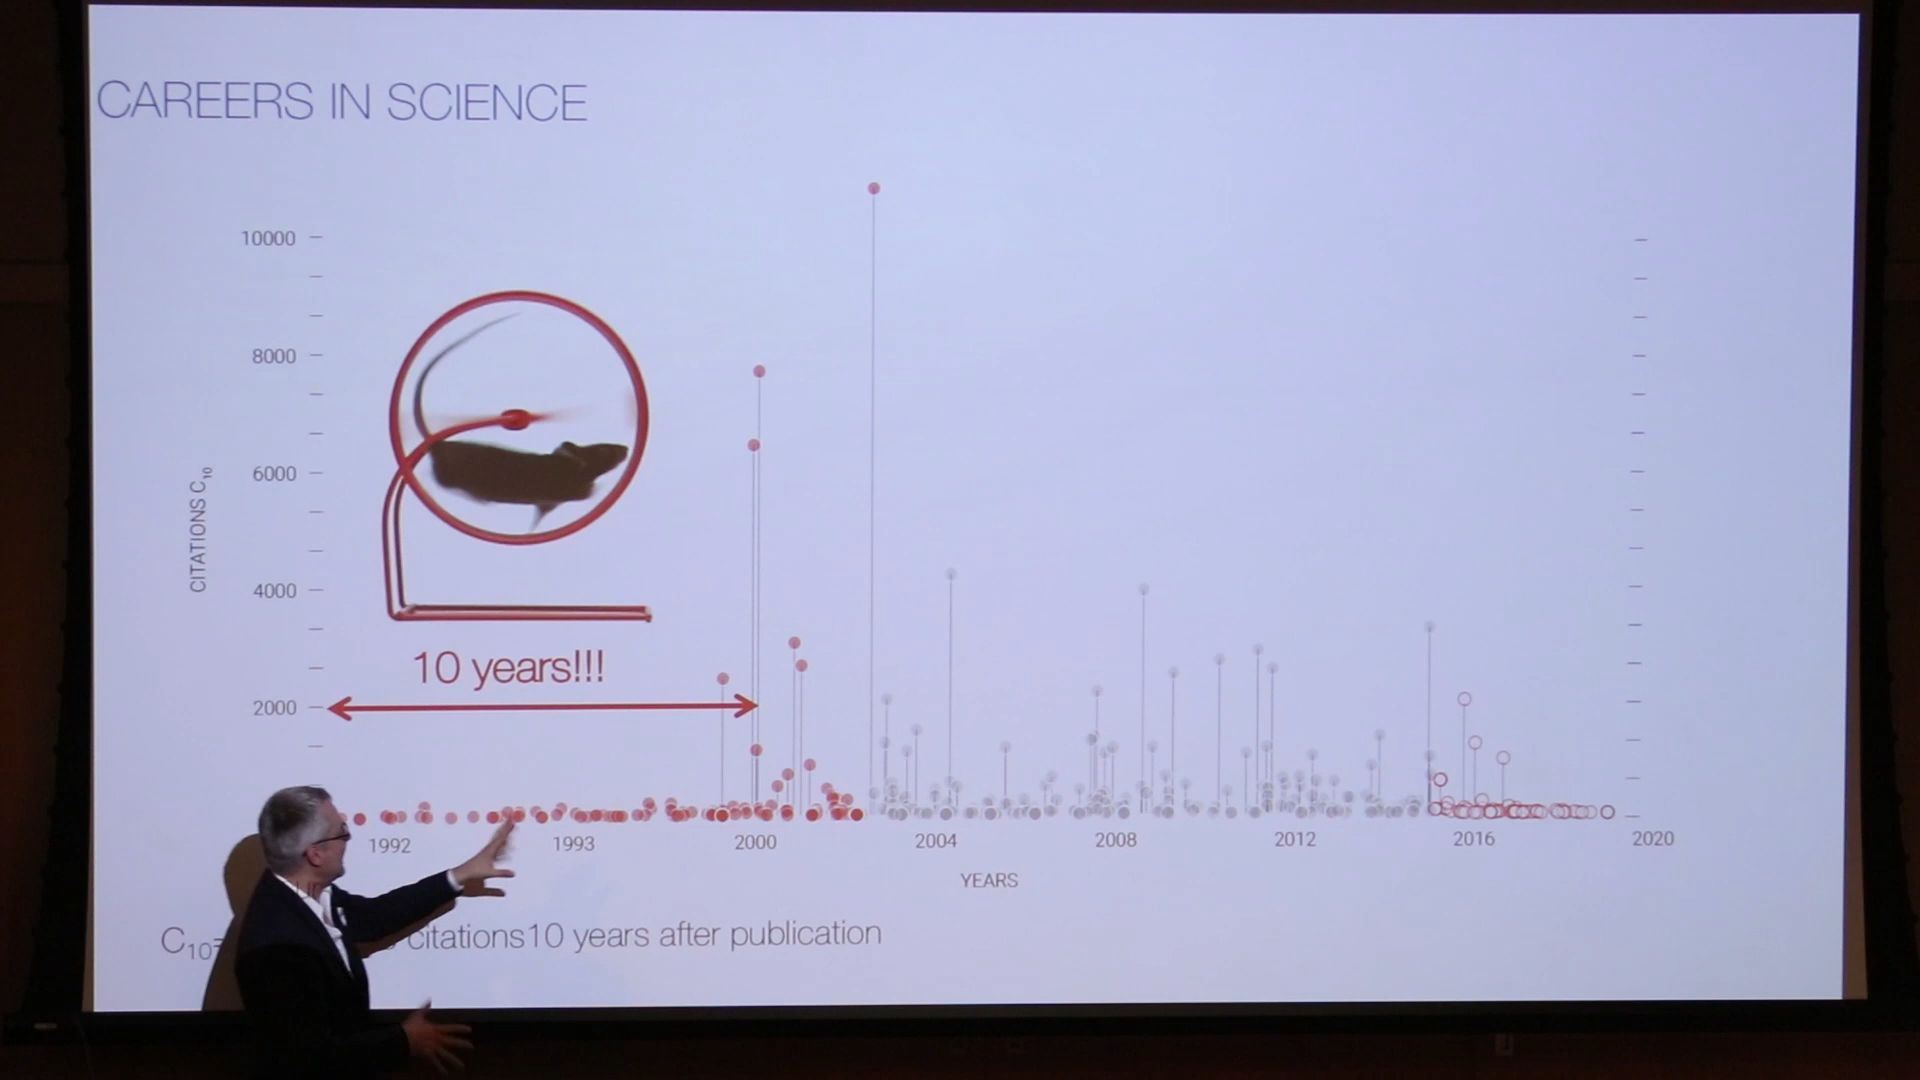 CAREERS IN SCIENCE
10000
8000
6000
4000
2000
CITATIONS C10
10 years!!!
1992 1993 2000 2004 2008 2012 2016 2020
YEARS
C10= citations10 years after publication